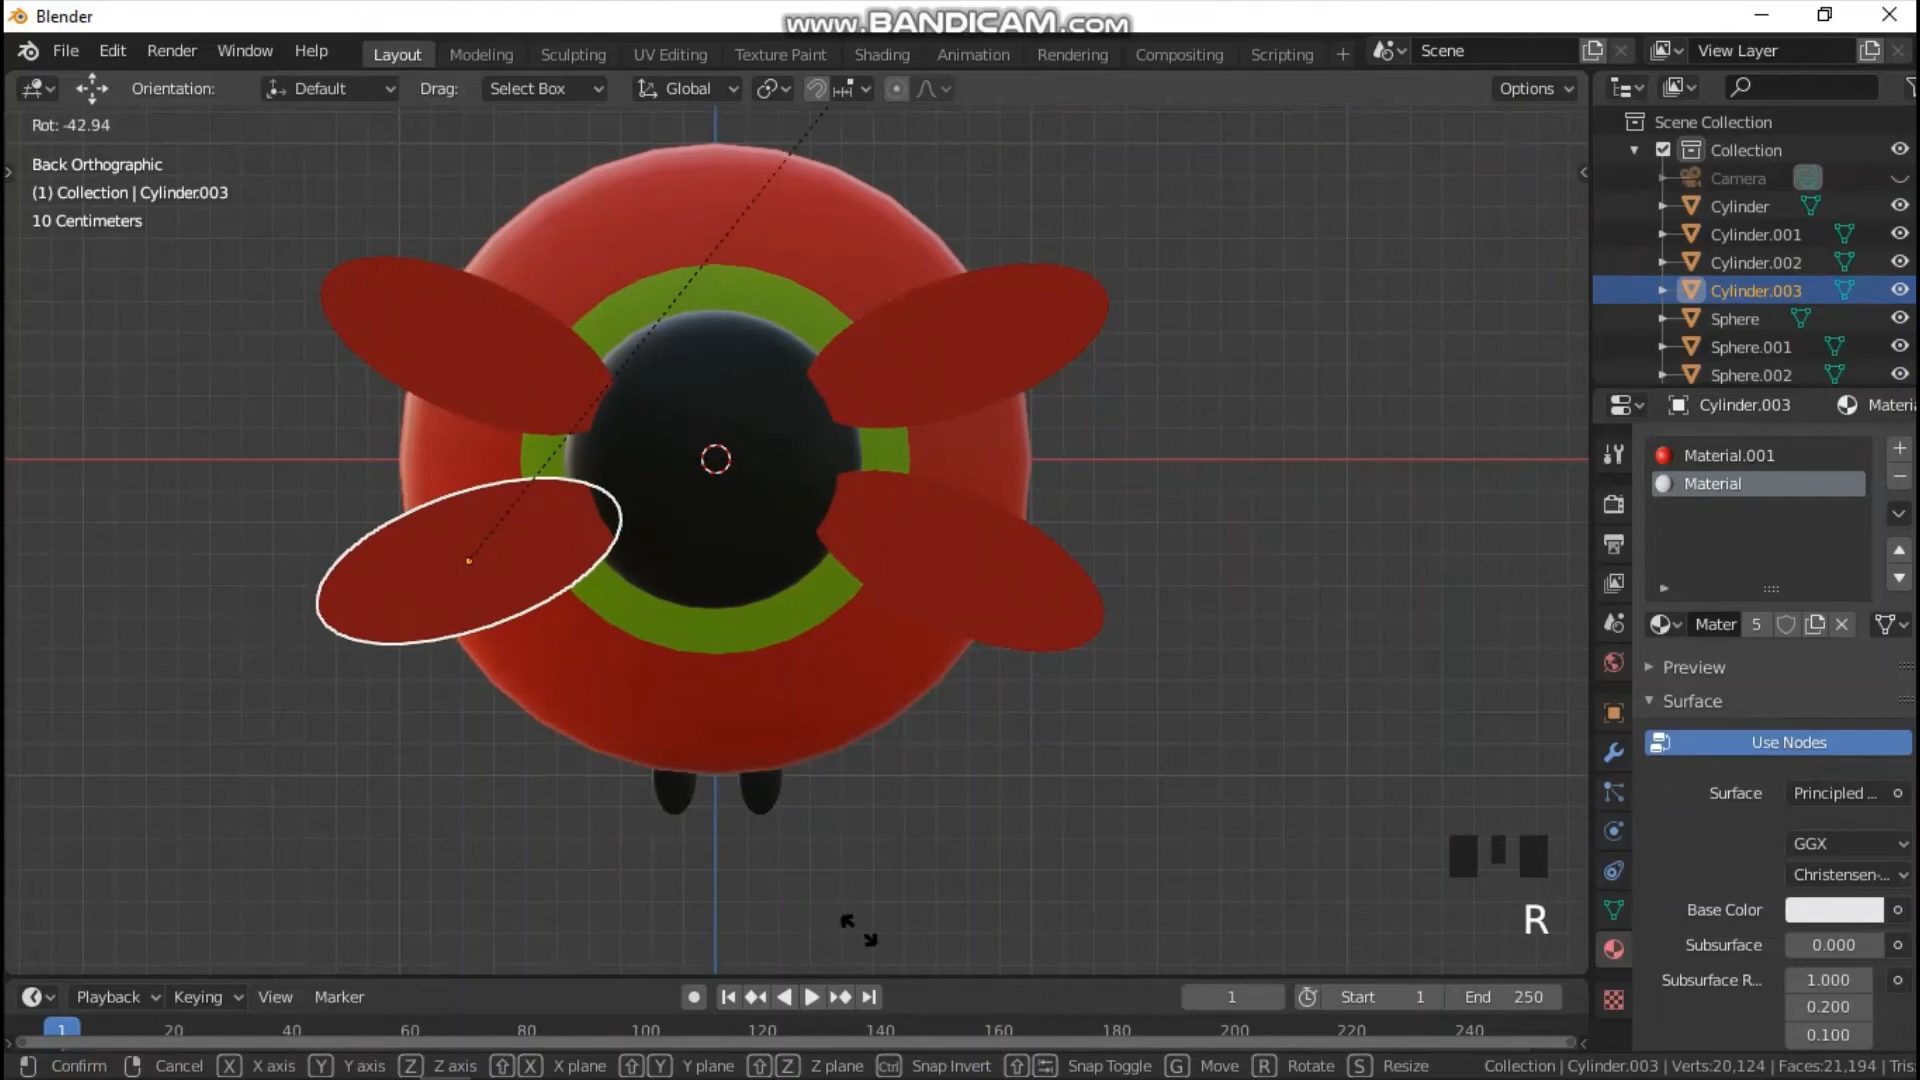 Blender
www.BANDICAM.com
File Edit Render Window Help
Layout Modeling Sculpting UV Editing Texture Paint Shading Animation Rendering Compositing Scripting +
Scene
View Layer
Orientation: Default Drag: Select Box Global Options
Rot: -42.94
Back Orthographic
(1) Collection | Cylinder.003
10 Centimeters
Scene Collection
Collection
Camera
Cylinder
Cylinder.001
Cylinder.002
Cylinder.003
Sphere
Sphere.001
Sphere.002
Cylinder.003 Materi
Material.001
Material
Mater 5
Preview
Surface
Use Nodes
Surface Principled ...
GGX
Christensen-...
Base Color
Subsurface 0.000
Subsurface R... 1.000
0.200
0.100
R
Playback Keying View Marker 1 Start 1 End 250
1 20 40 60 80 100 120 140 160 180 200 220 240
Confirm Cancel X X axis Y Y axis Z Z axis X X plane Y Y plane Z Z plane Ctrl Snap Invert Snap Toggle G Move R Rotate S Resize Collection | Cylinder.003 | Verts:20,124 | Faces:21,194 | Tris: